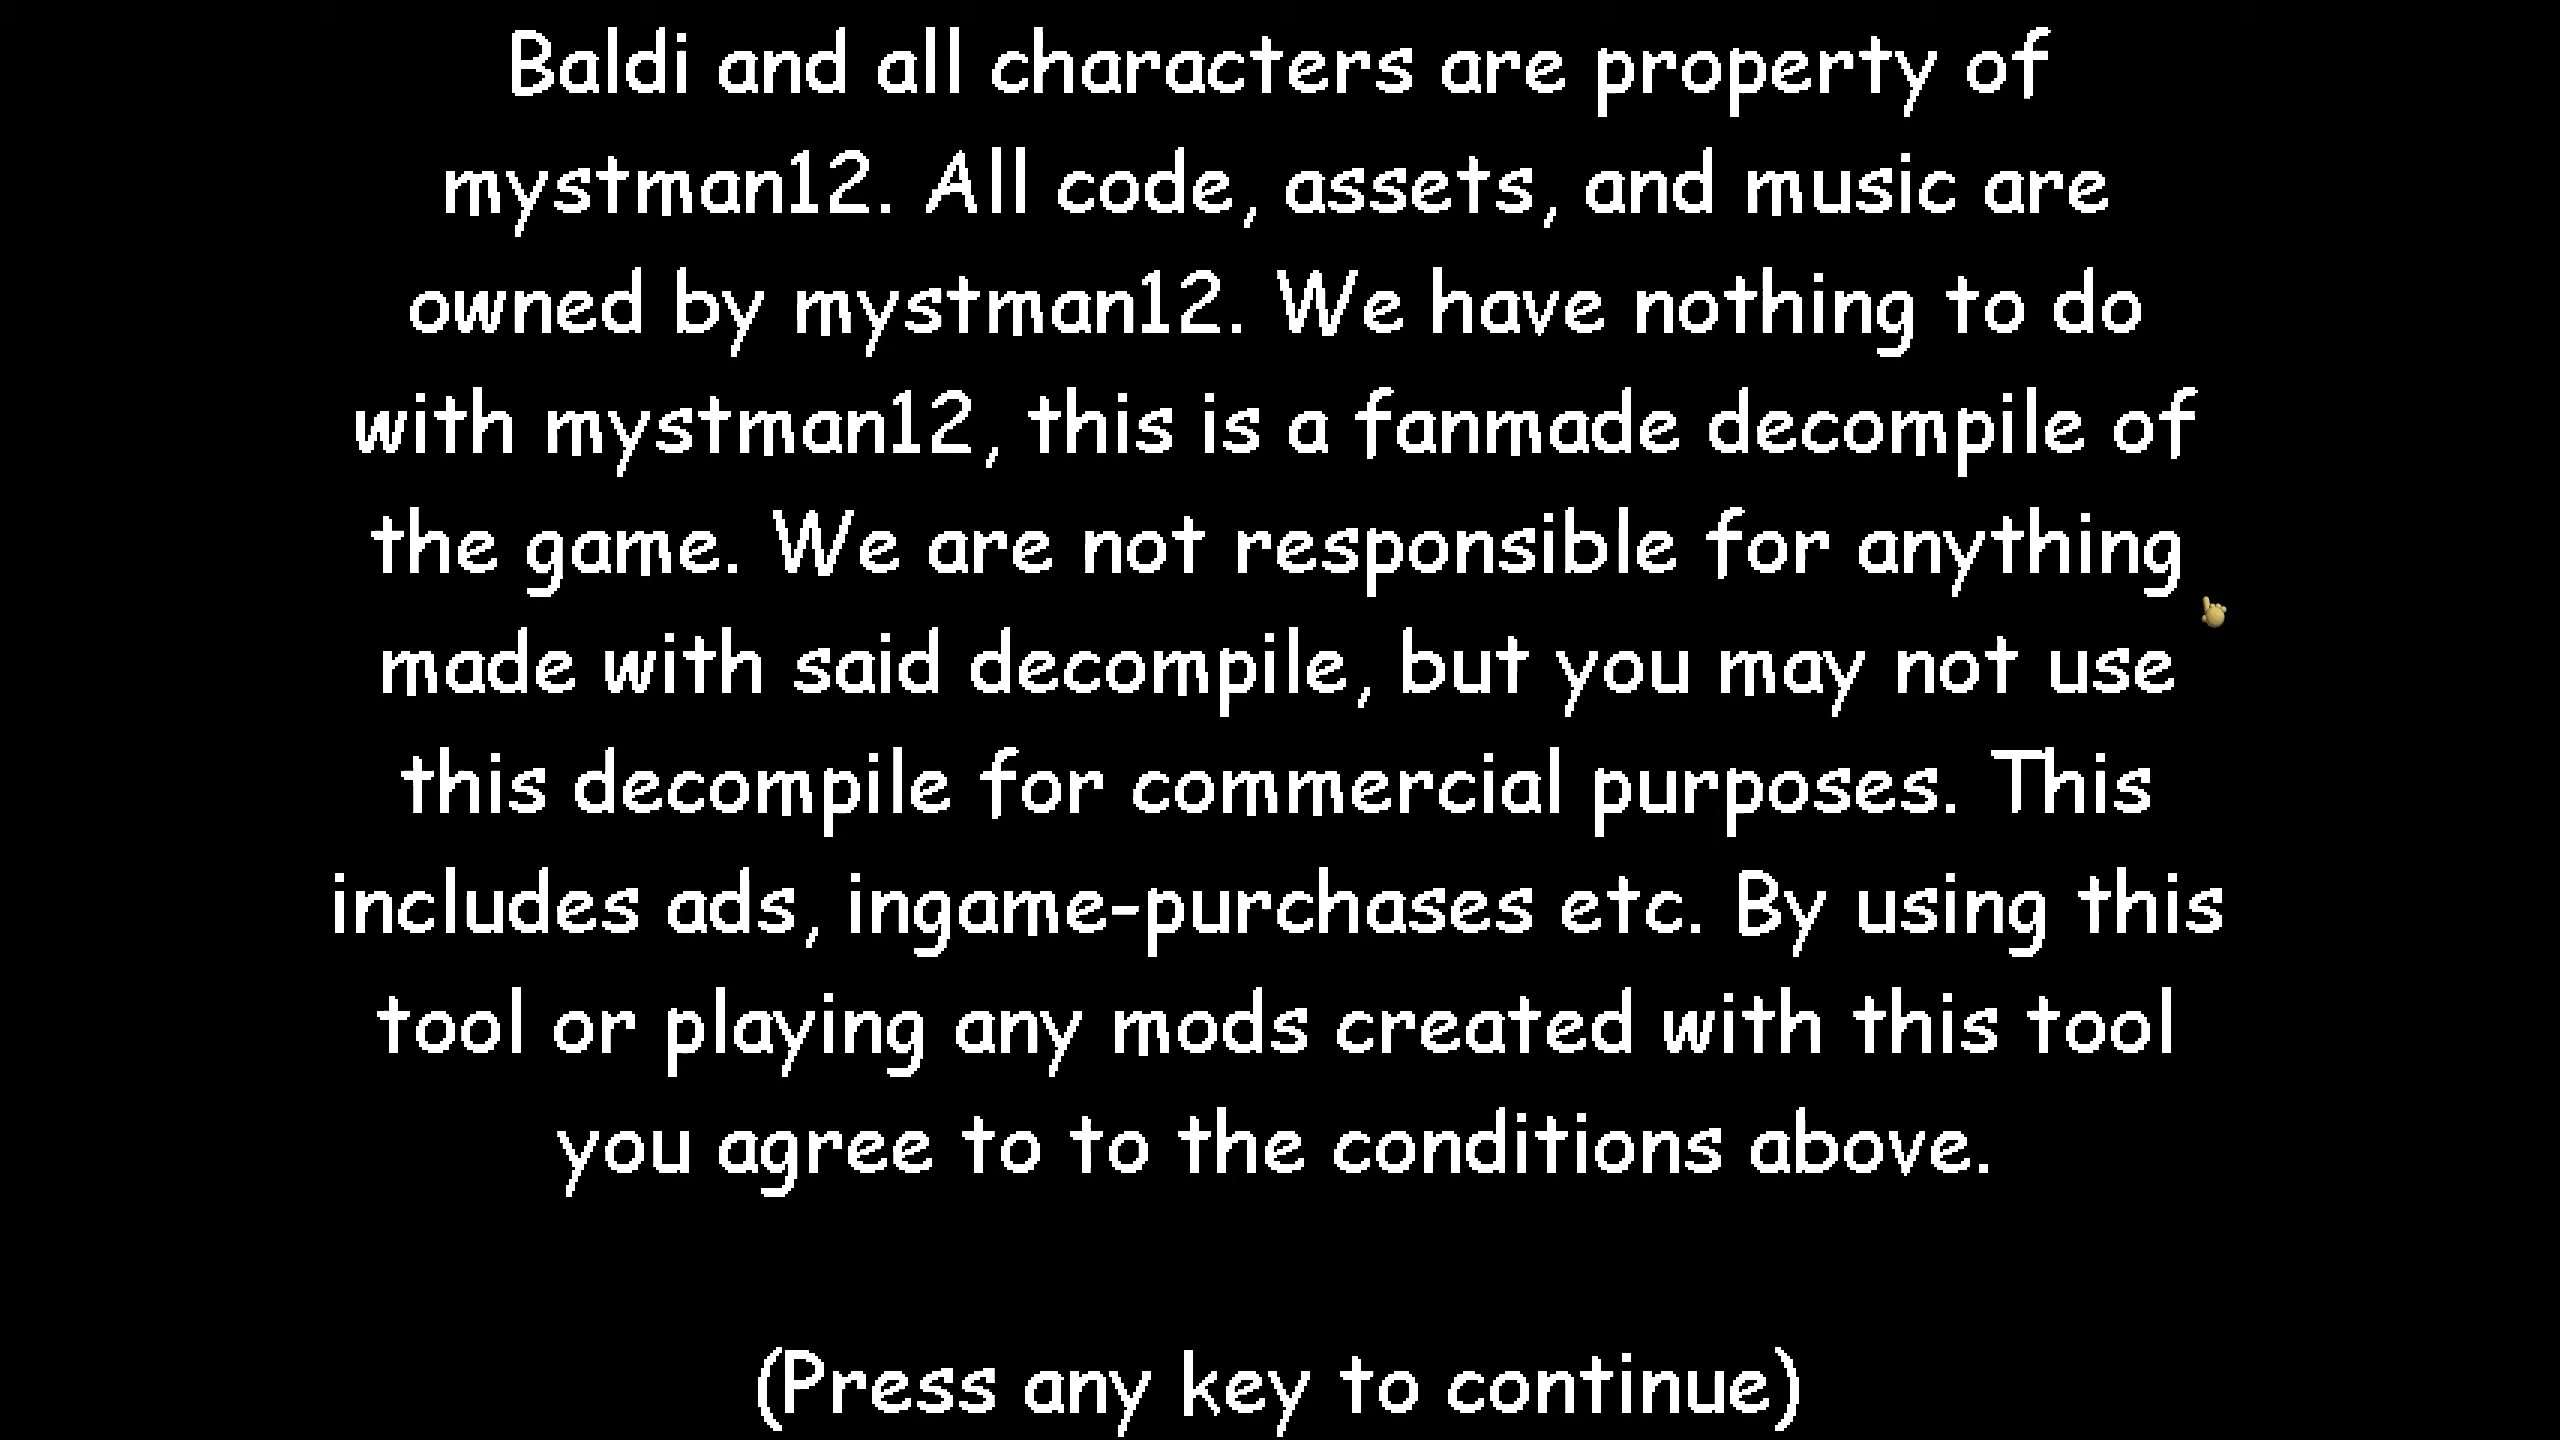 Baldi and all characters are property of
mystman12. All code, assets, and music are
owned by mystman12. We have nothing to do
with mystman12, this is a fanmade decompile of
the game. We are not responsible for anything
made with said decompile, but you may not use
this decompile for commercial purposes. This
includes ads, ingame-purchases etc. By using this
tool or playing any mods created with this tool
you agree to to the conditions above.
(Press any key to continue)